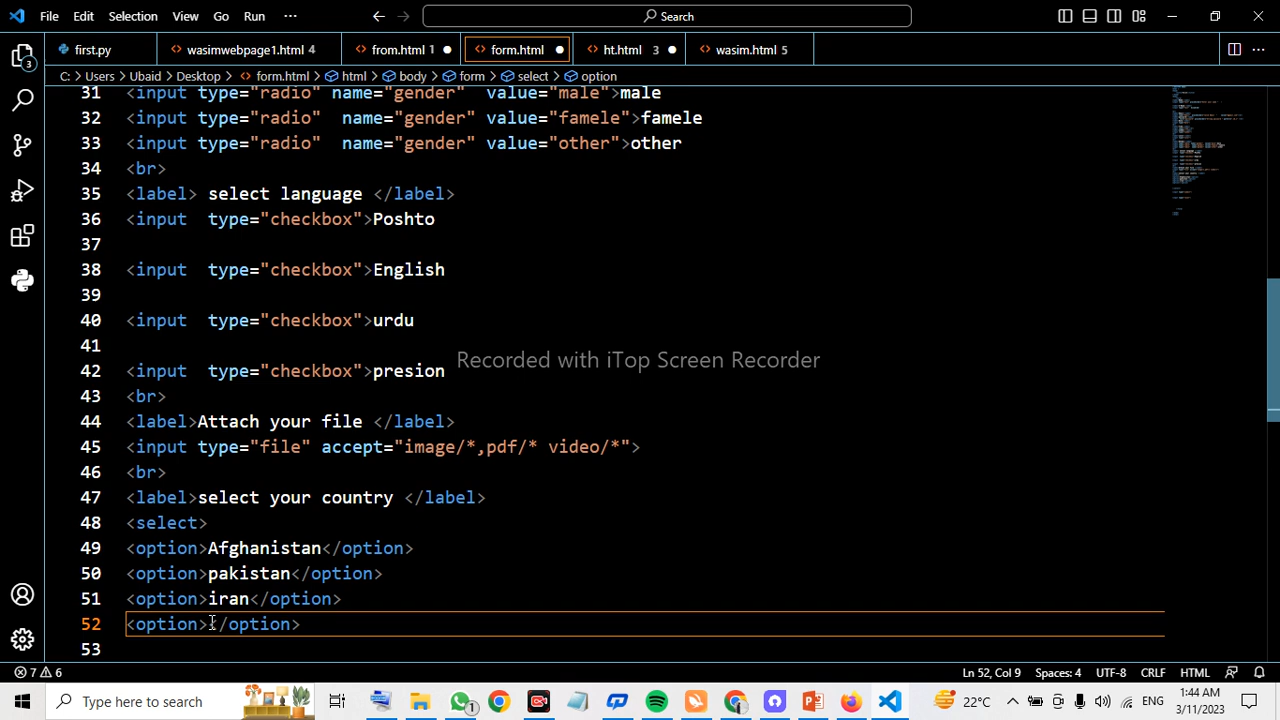 File Edit Selection View Go Run ··· Search
first.py wasimwebpage1.html 4 from.html 1 form.html ht.html 3 wasim.html 5
C: > Users > Ubaid > Desktop > form.html > html > body > form > select > option
31 <input type="radio" name="gender"  value="male">male
32 <input type="radio"  name="gender" value="famele">famele
33 <input type="radio"  name="gender" value="other">other
34 <br>
35 <label> select language </label>
36 <input  type="checkbox">Poshto
37
38 <input  type="checkbox">English
39
40 <input  type="checkbox">urdu
41
Recorded with iTop Screen Recorder
42 <input  type="checkbox">presion
43 <br>
44 <label>Attach your file </label>
45 <input type="file" accept="image/*,pdf/* video/*">
46 <br>
47 <label>select your country </label>
48 <select>
49 <option>Afghanistan</option>
50 <option>pakistan</option>
51 <option>iran</option>
52 <option></option>
53
3
7 6 Ln 52, Col 9 Spaces: 4 UTF-8 CRLF HTML
Type here to search 1 22°C ENG 1:44 AM
3/11/2023